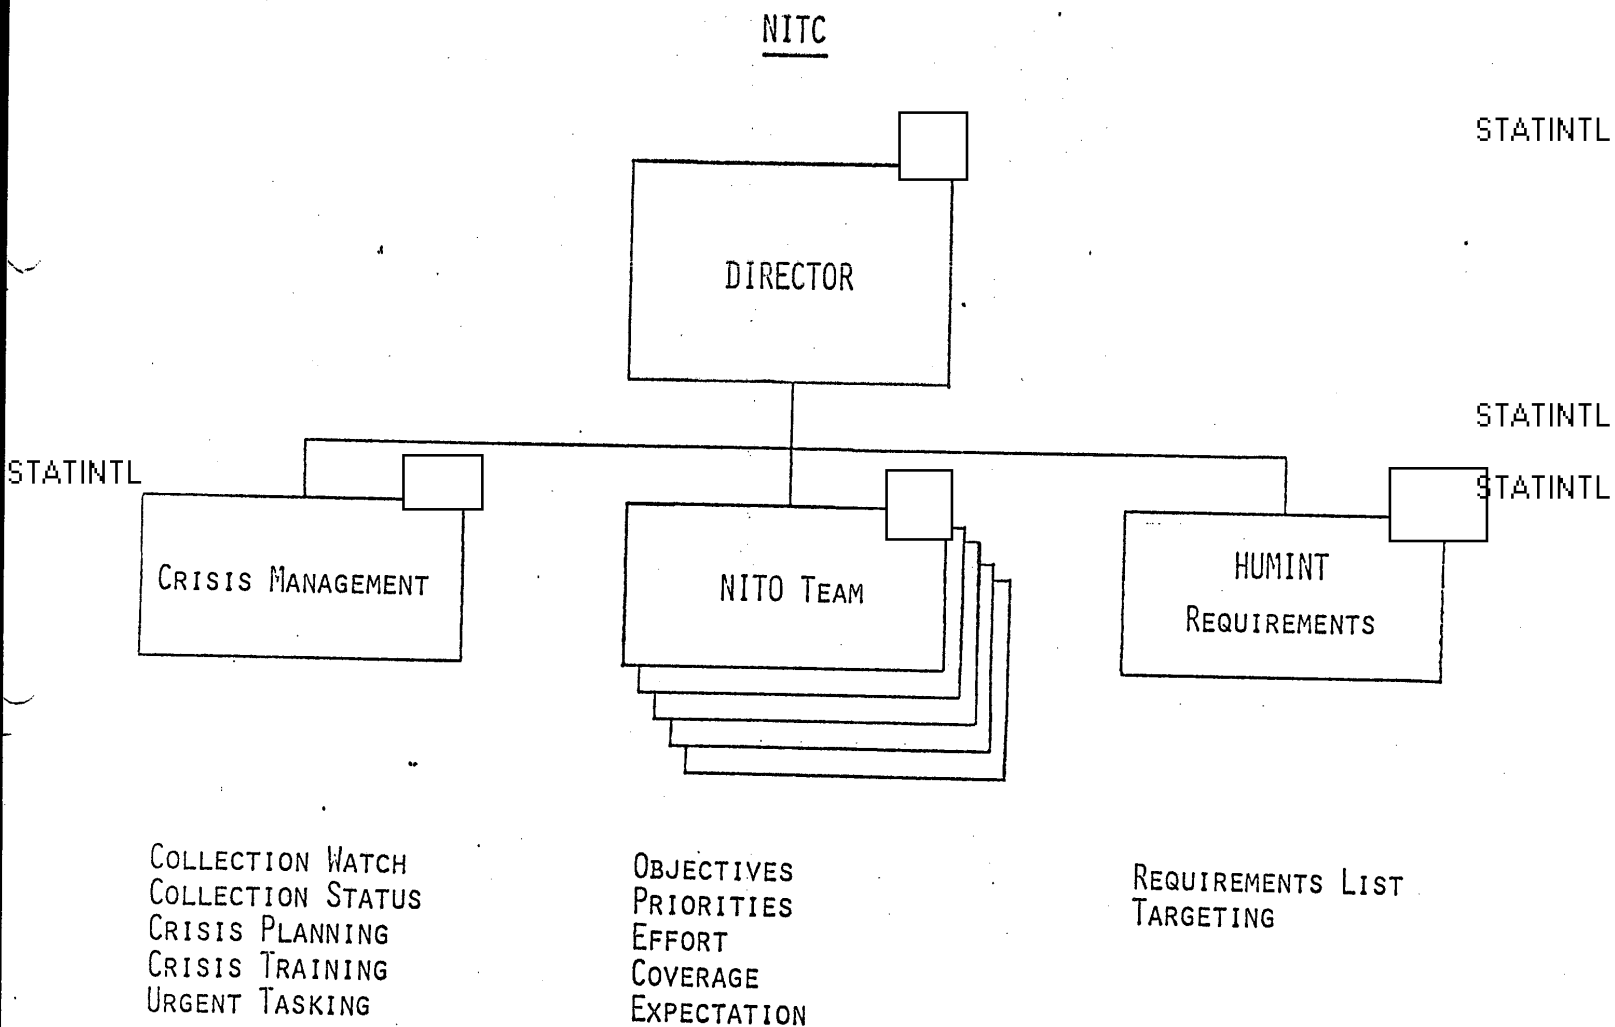 NITC
STATINTL
DIRECTOR
STATINTL
STATINTL
STATINTL
CRISIS MANAGEMENT
NITO TEAM
HUMINT
REQUIREMENTS
COLLECTION WATCH
COLLECTION STATUS
CRISIS PLANNING
CRISIS TRAINING
URGENT TASKING
OBJECTIVES
PRIORITIES
EFFORT
COVERAGE
EXPECTATION
REQUIREMENTS LIST
TARGETING